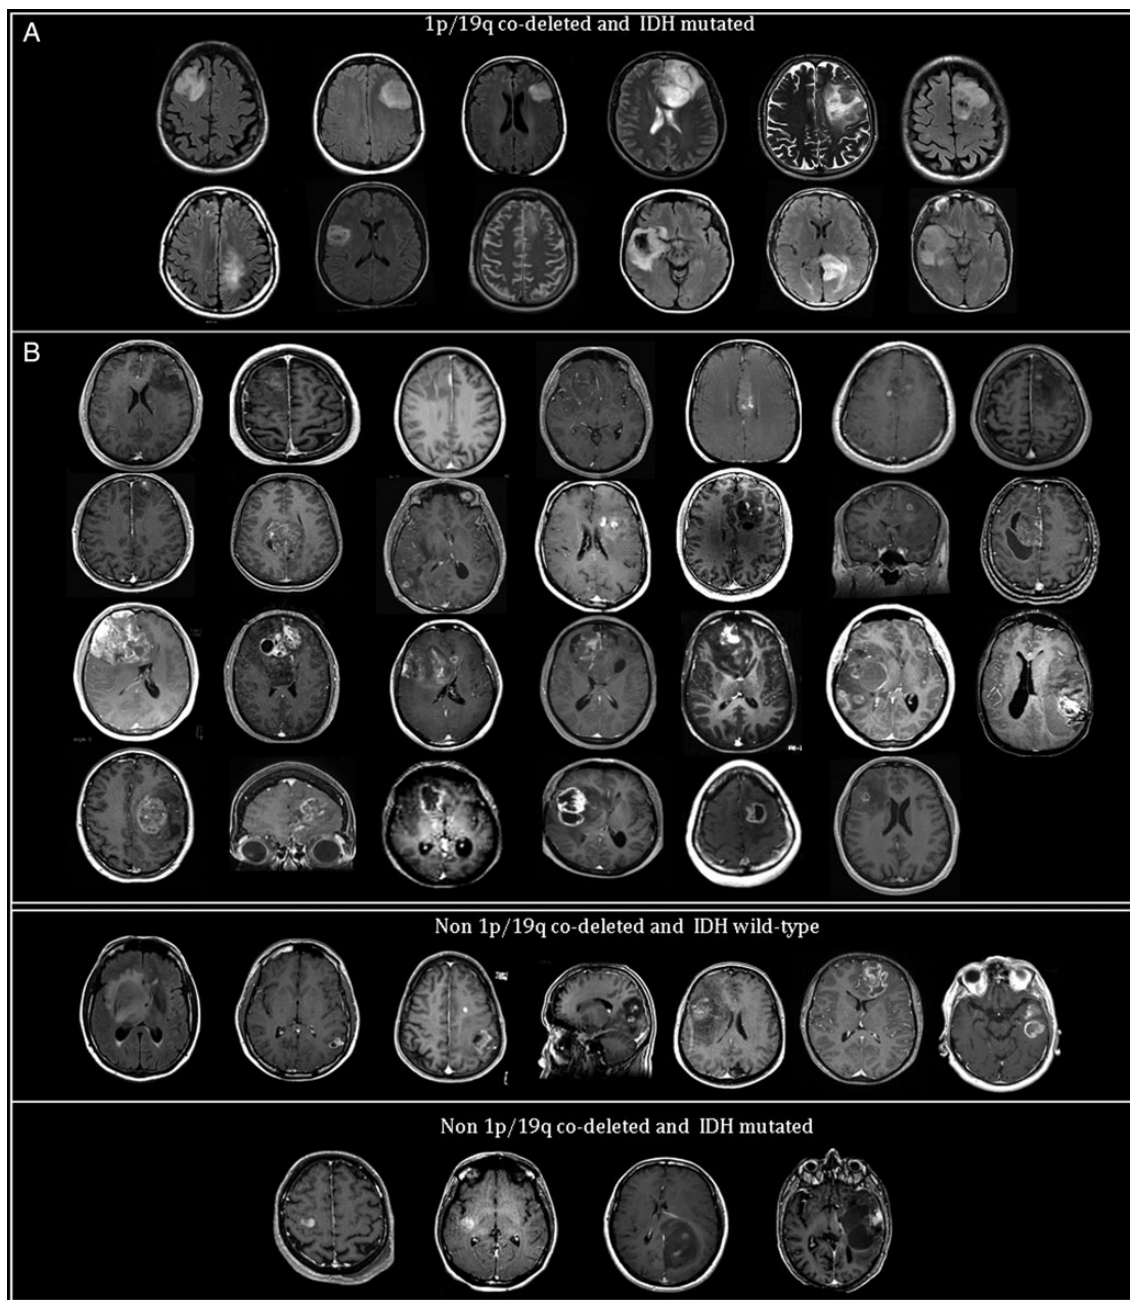 A
1p/19q co-deleted and IDH mutated
B
Non 1p/19q co-deleted and IDH wild-type
Non 1p/19q co-deleted and IDH mutated